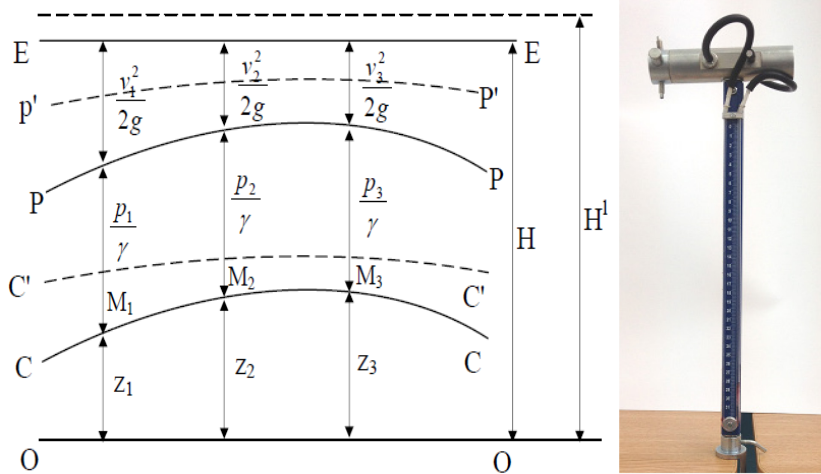 E E
v₁²/2g v₂²/2g v₃²/2g
p' P'
P P
p₁/γ p₂/γ p₃/γ
H H¹
C' C'
M₁ M₂ M₃
C C
z₁ z₂ z₃
O O